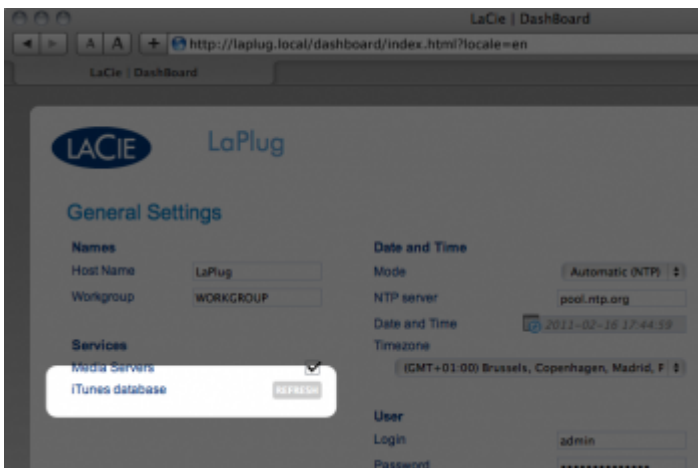 LaCie | DashBoard
A A + http://laplug.local/dashboard/index.html?locale=en
LaCie | DashBoard
LACIE LaPlug
General Settings
Names
Host Name LaPlug
Workgroup WORKGROUP
Services
Media Servers
iTunes database REFRESH
Date and Time
Mode Automatic (NTP)
NTP server pool.ntp.org
Date and Time 2011-02-16 17:44:59
Timezone
(GMT+01:00) Brussels, Copenhagen, Madrid, P
User
Login admin
Password ••••••••••••••